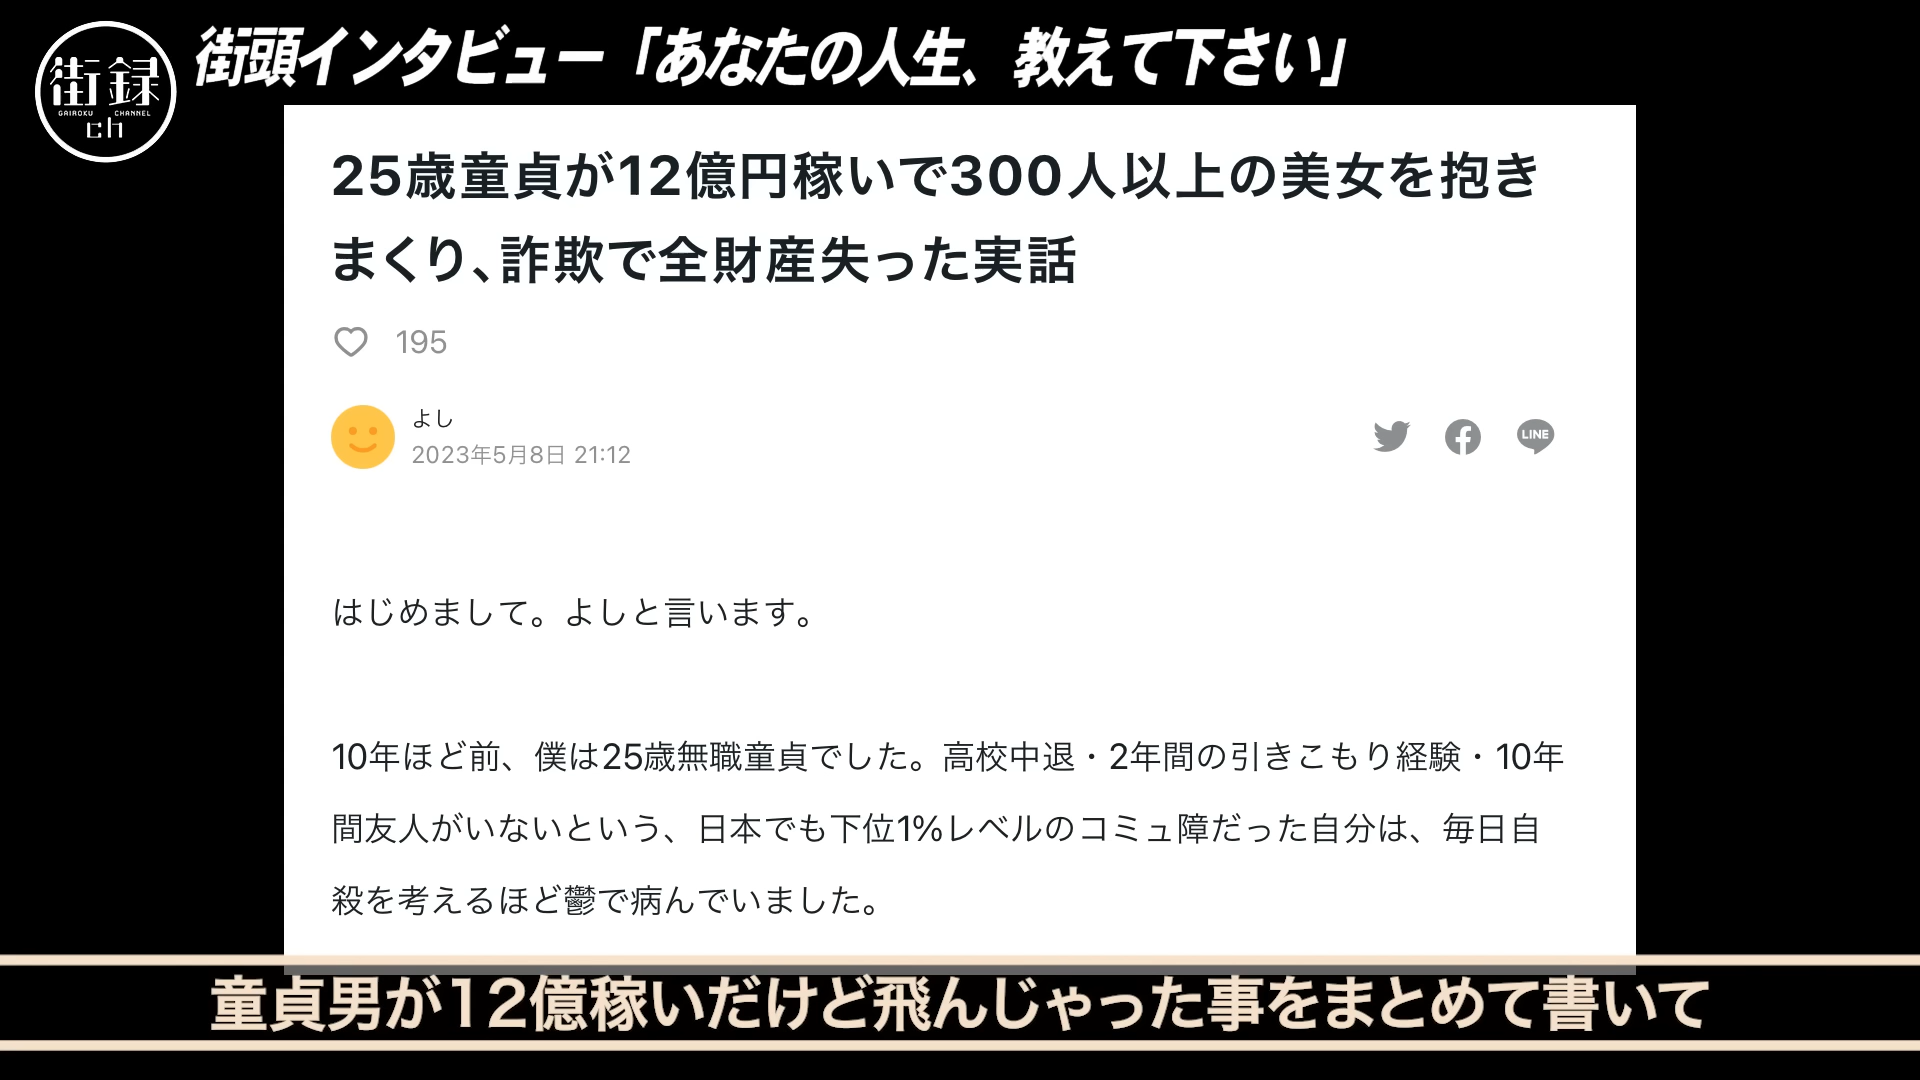 街録
GAIROKU CHANNEL
ch
街頭インタビュー「あなたの人生、教えて下さい」
25歳童貞が12億円稼いで300人以上の美女を抱き
まくり、詐欺で全財産失った実話
195
よし
2023年5月8日 21:12
LINE
はじめまして。よしと言います。
10年ほど前、僕は25歳無職童貞でした。高校中退・2年間の引きこもり経験・10年
間友人がいないという、日本でも下位1%レベルのコミュ障だった自分は、毎日自
殺を考えるほど鬱で病んでいました。
童貞男が12億稼いだけど飛んじゃった事をまとめて書いて